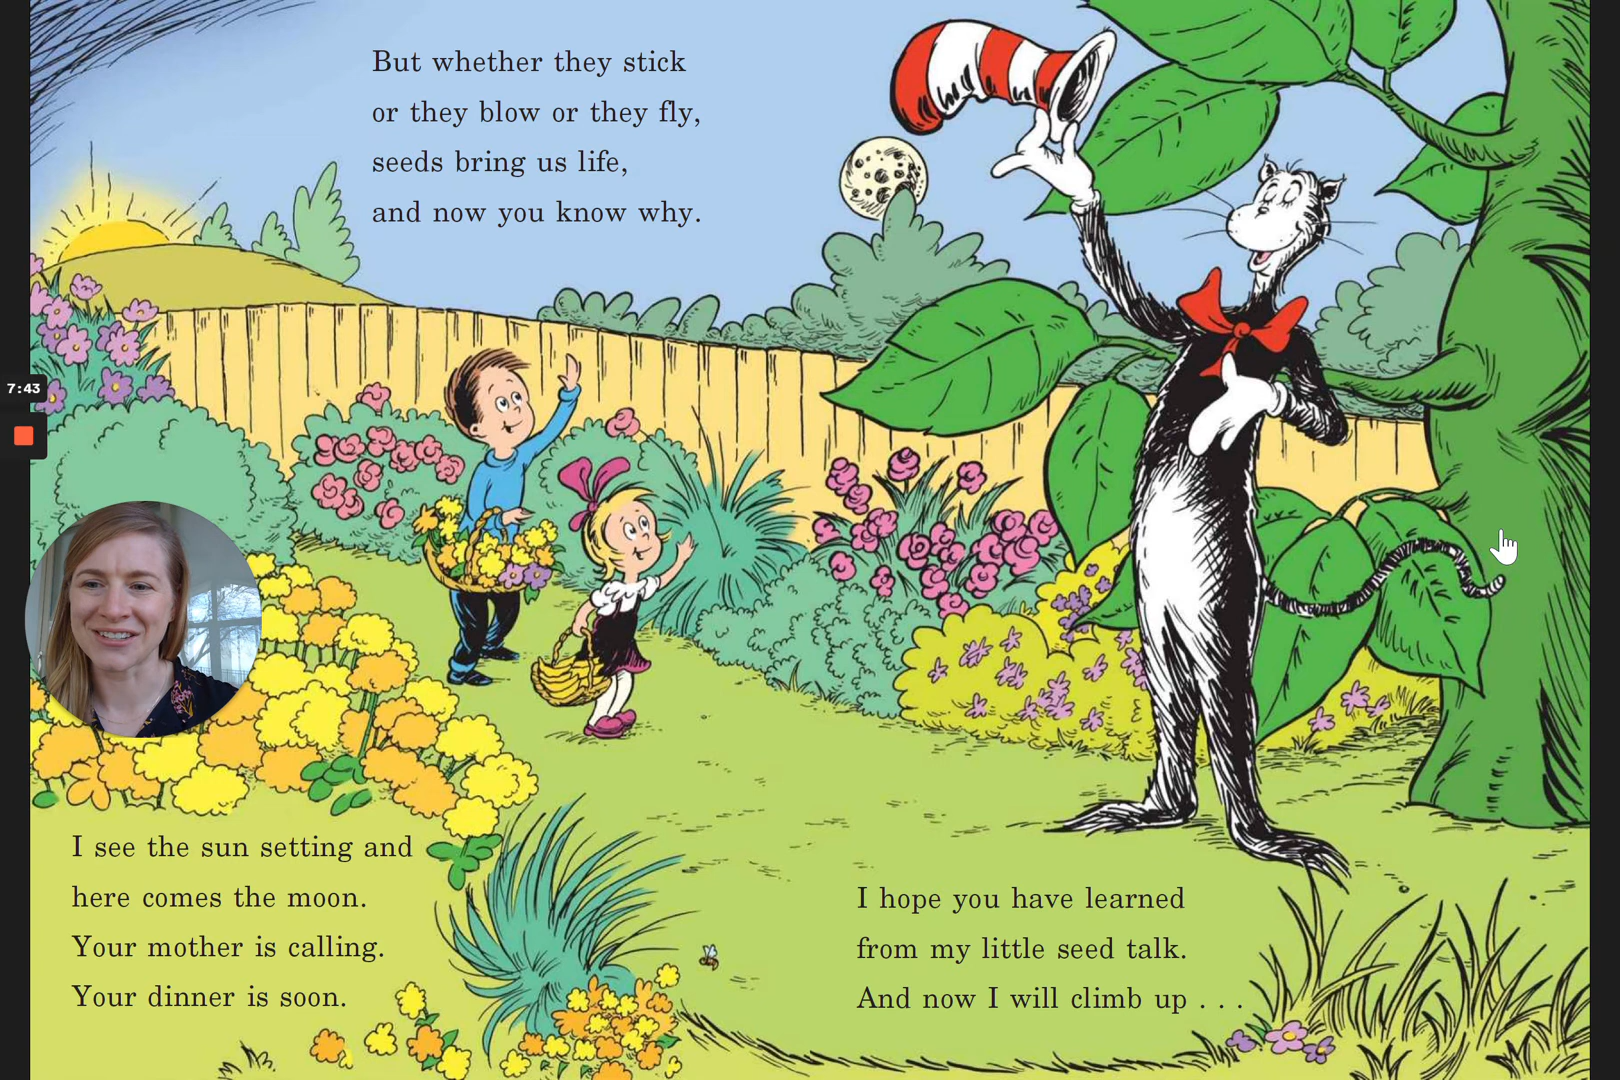 But whether they stick
or they blow or they fly,
seeds bring us life,
and now you know why.
7:43
I see the sun setting and
here comes the moon.
Your mother is calling.
Your dinner is soon.
I hope you have learned
from my little seed talk.
And now I will climb up . . .